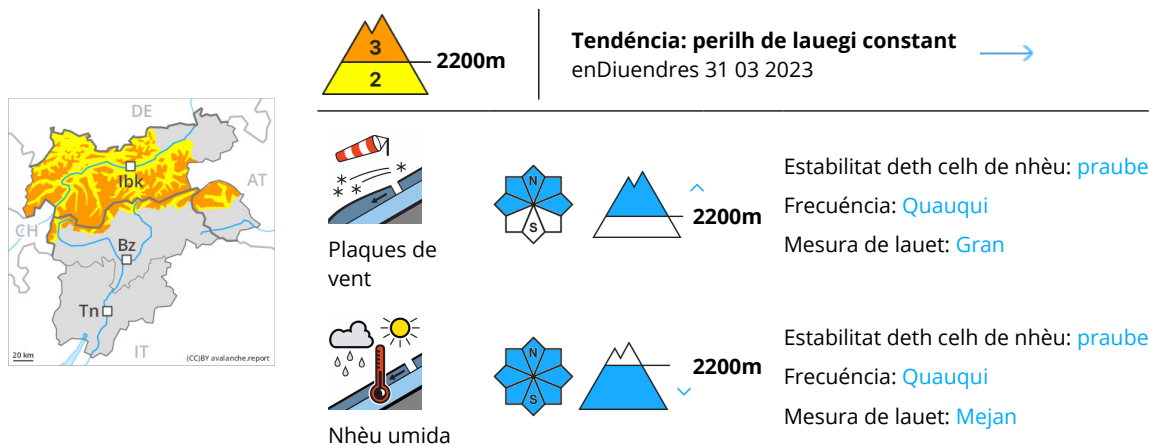 3
2
2200m
Tendéncia: perilh de lauegi constant
enDiuendres 31 03 2023
DE
Ibk
AT
CH
Bz
Tn
IT
20 km
(CC)BY avalanche.report
N
S
2200m
Plaques de
vent
Estabilitat deth celh de nhèu: praube
Frecuéncia: Quauqui
Mesura de lauet: Gran
N
S
2200m
Nhèu umida
Estabilitat deth celh de nhèu: praube
Frecuéncia: Quauqui
Mesura de lauet: Mejan